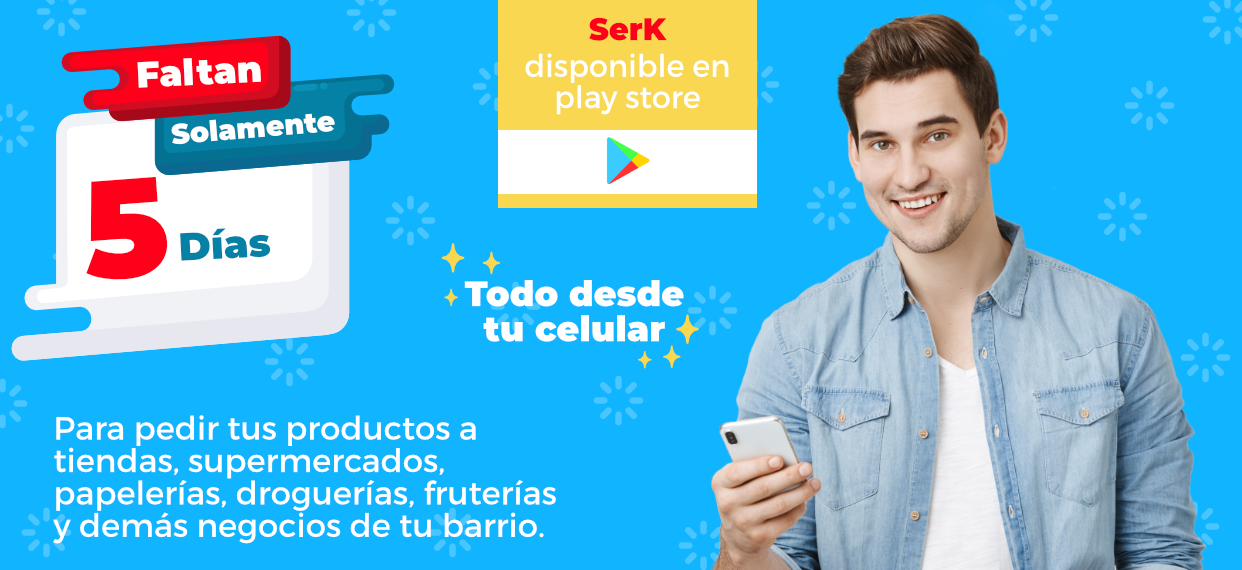 Faltan
Solamente
5 Días
SerK
disponible en
play store
Todo desde
tu celular
Para pedir tus productos a
tiendas, supermercados,
papelerías, droguerías, fruterías
y demás negocios de tu barrio.